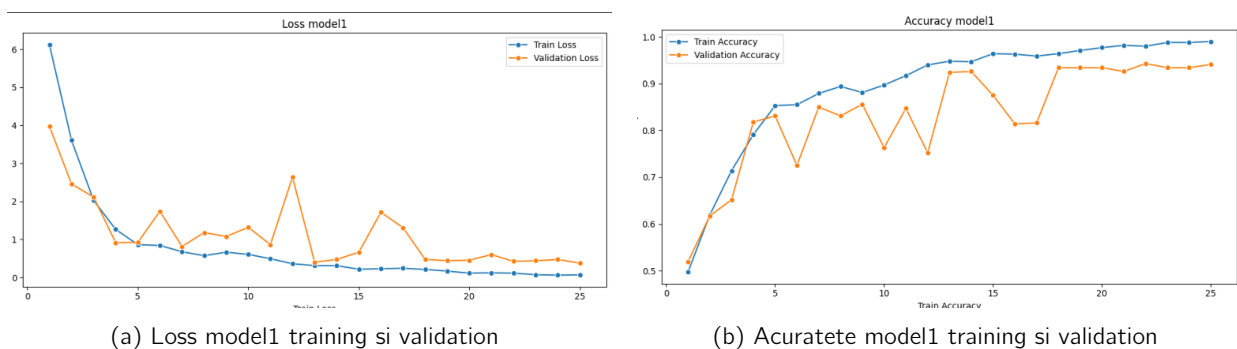 Loss model1
Train Loss
Validation Loss
6
5
4
3
2
1
0
0 5 10 15 20 25
(a) Loss model1 training si validation
Accuracy model1
Train Accuracy
Validation Accuracy
1.0
0.9
0.8
0.7
0.6
0.5
0 5 10 15 20 25
Train Accuracy
(b) Acuratete model1 training si validation